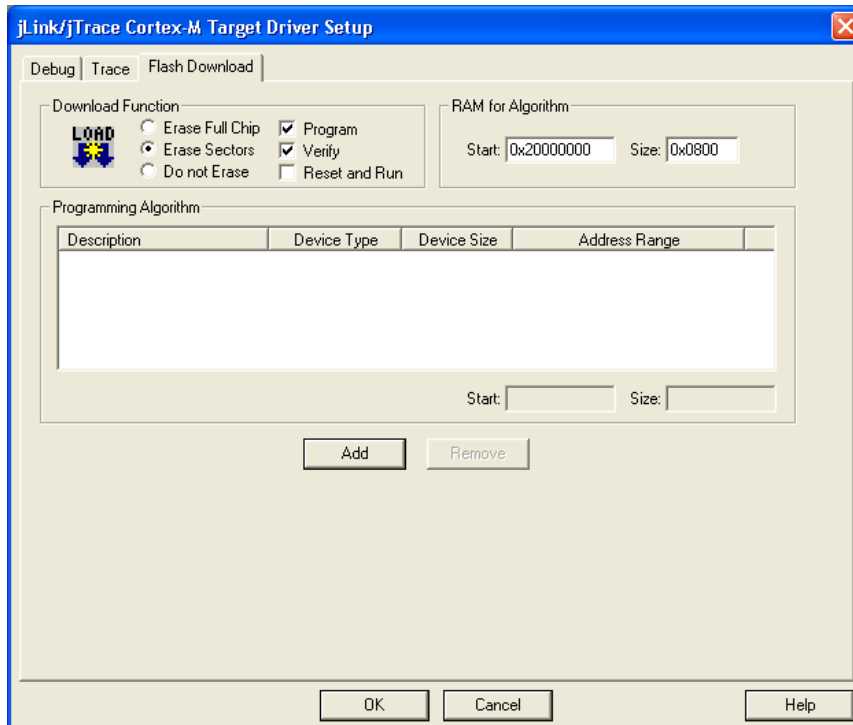 jLink/jTrace Cortex-M Target Driver Setup
Debug Trace Flash Download
Download Function
LOAD
Erase Full Chip
Erase Sectors
Do not Erase
Program
Verify
Reset and Run
RAM for Algorithm
Start: 0x20000000 Size: 0x0800
Programming Algorithm
Description Device Type Device Size Address Range
Start: Size:
Add Remove
OK Cancel Help